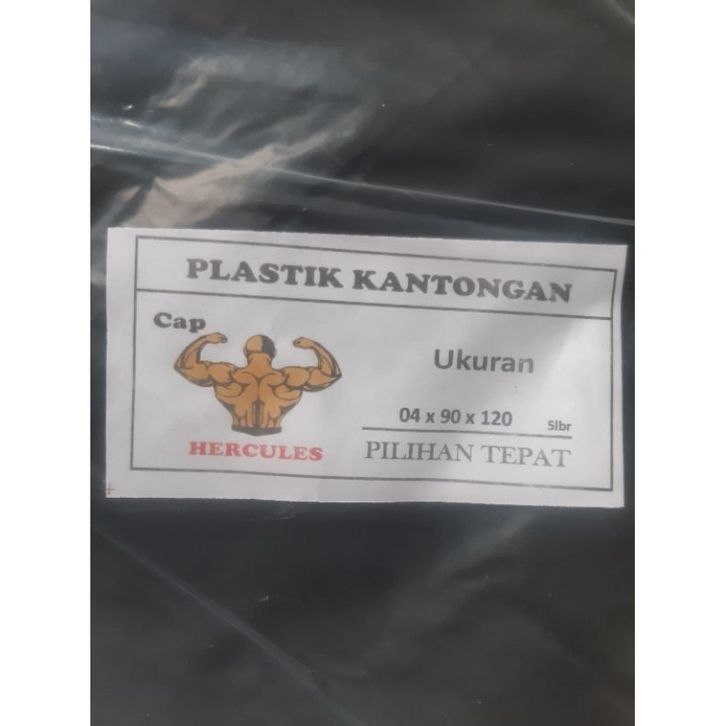 PLASTIK KANTONGAN
Cap
HERCULES
Ukuran
04 x 90 x 120 5lbr
PILIHAN TEPAT